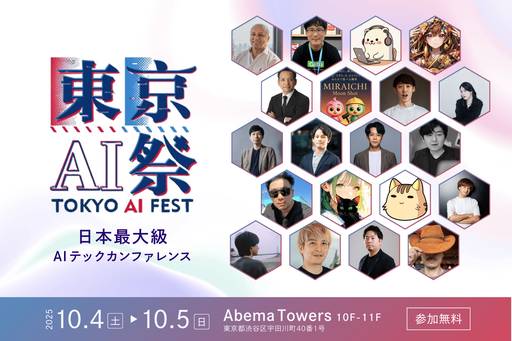 東京
AI祭
TOKYO AI FEST
日本最大級
AIテックカンファレンス
MIRAICHI
Moon Shot
2025 10.4 土 ▶ 10.5 日
Abema Towers 10F-11F
東京都渋谷区宇田川町40番1号
参加無料